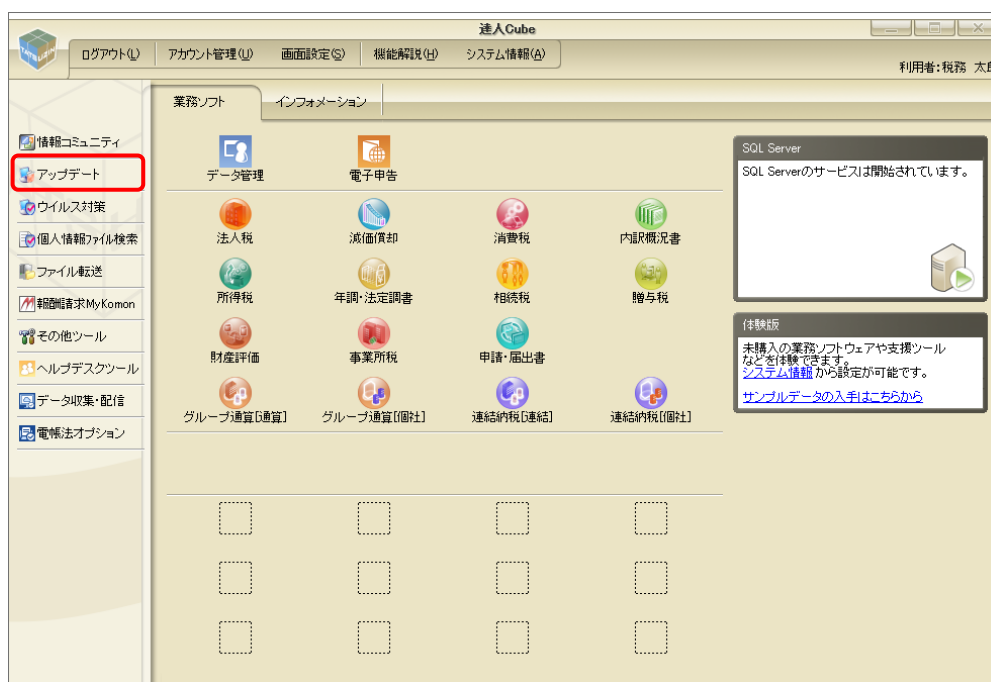 達人Cube
ログアウト(L)
アカウント管理(U)
画面設定(S)
機能解説(H)
システム情報(A)
利用者:税務 太郎
業務ソフト
インフォメーション
情報コミュニティ
アップデート
ウイルス対策
個人情報ファイル検索
ファイル転送
報酬請求MyKomon
その他ツール
ヘルプデスクツール
データ収集・配信
電帳法オプション
データ管理
電子申告
法人税
減価償却
消費税
内訳概況書
所得税
年調・法定調書
相続税
贈与税
財産評価
事業所税
申請・届出書
グループ通算[通算]
グループ通算[個社]
連結納税[連結]
連結納税[個社]
SQL Server
SQL Serverのサービスは開始されています。
体験版
未購入の業務ソフトウェアや支援ツール
などを体験できます。
システム情報から設定が可能です。
サンプルデータの入手はこちらから